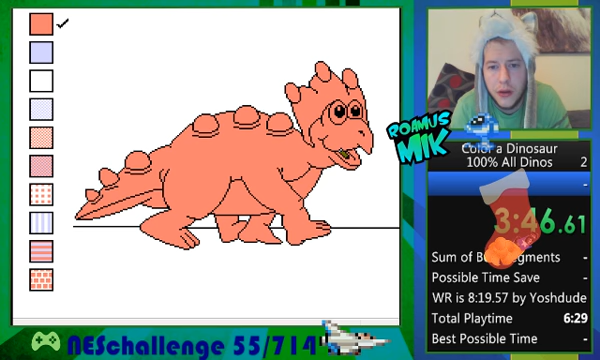 ROAMUS
MIK
Color a Dinosaur
100% All Dinos 2
-
3:46.61
Sum of B   egments -
Possible Time Save -
WR is 8:19.57 by Yoshdude
Total Playtime 6:29
Best Possible Time -
NESchallenge 55/714